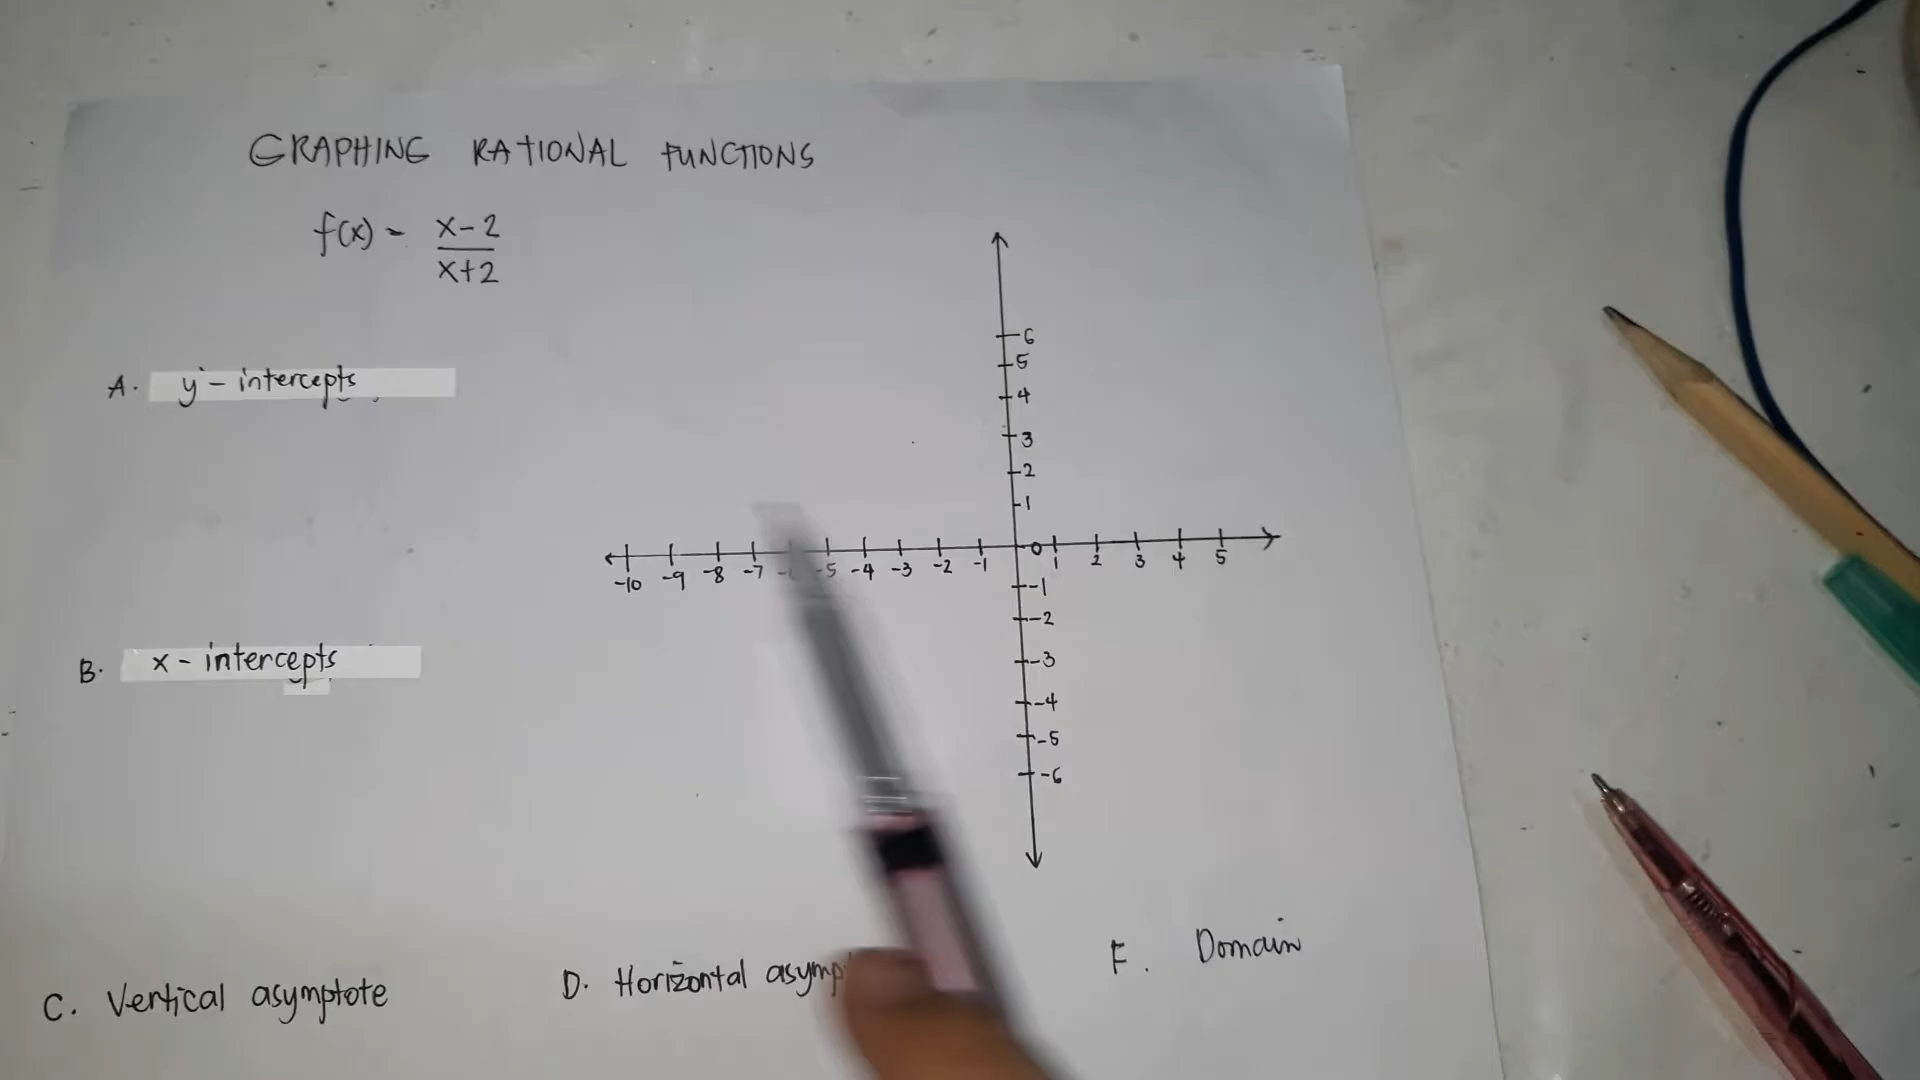 GRAPHING RATIONAL FUNCTIONS
f(x) = x-2
x+2
A. y - intercepts
B. x - intercepts
6
5
4
3
2
1
-10 -9 -8 -7 -5 -4 -3 -2 -1 0 1 2 3 4 5
-1
-2
-3
-4
-5
-6
C. Vertical asymptote
D. Horizontal asymp
F. Domain